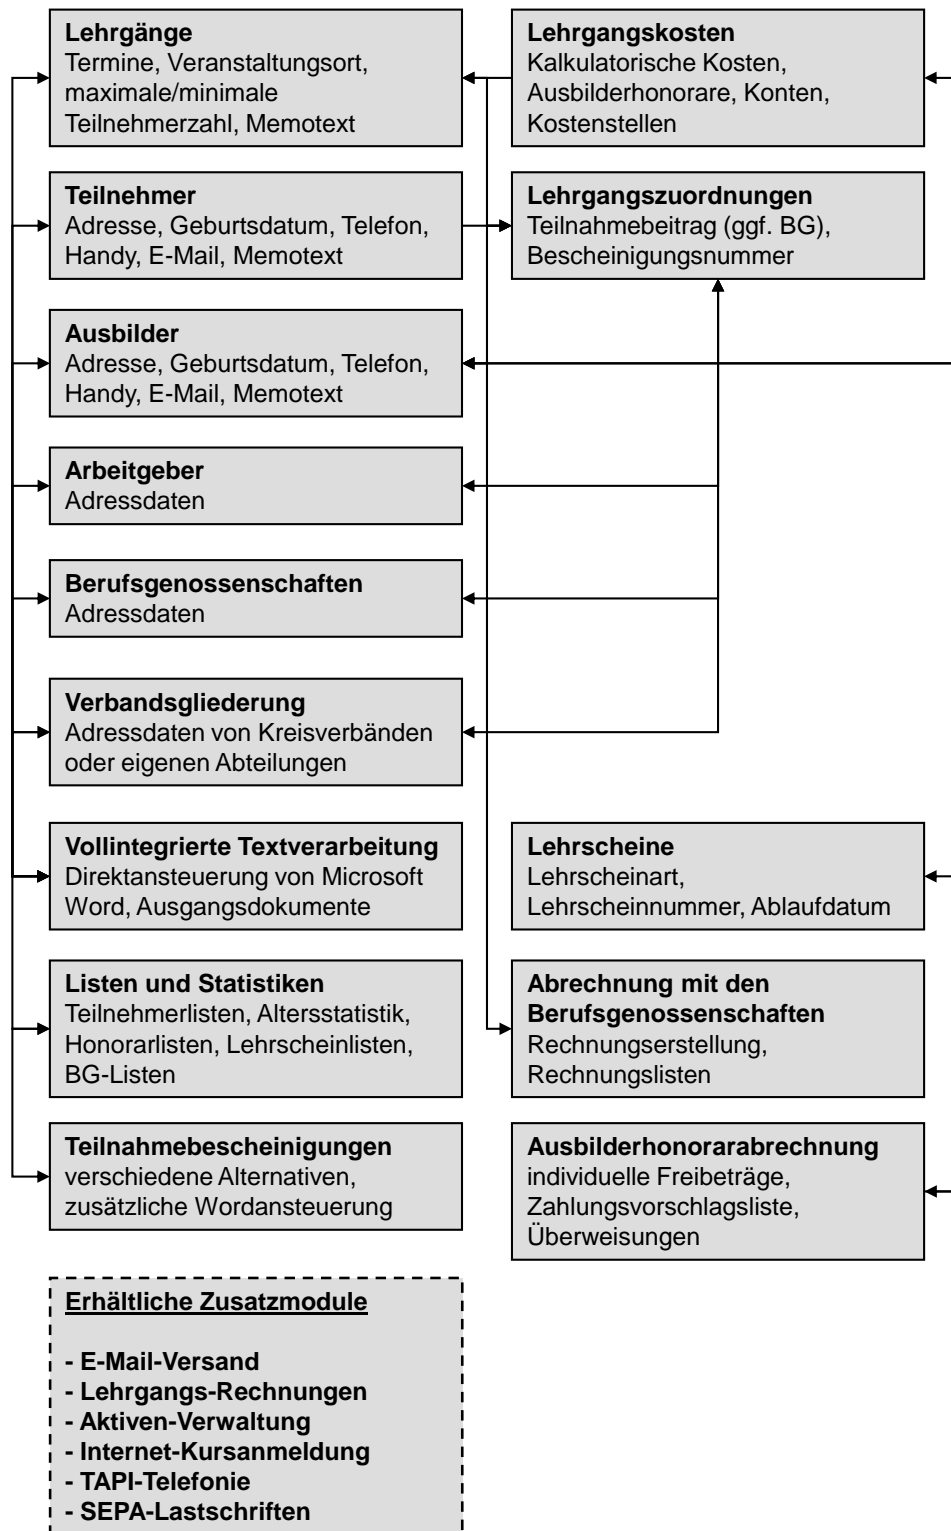 Lehrgänge
Termine, Veranstaltungsort,
maximale/minimale
Teilnehmerzahl, Memotext
Lehrgangskosten
Kalkulatorische Kosten,
Ausbilderhonorare, Konten,
Kostenstellen
Teilnehmer
Adresse, Geburtsdatum, Telefon,
Handy, E-Mail, Memotext
Lehrgangszuordnungen
Teilnahmebeitrag (ggf. BG),
Bescheinigungsnummer
Ausbilder
Adresse, Geburtsdatum, Telefon,
Handy, E-Mail, Memotext
Arbeitgeber
Adressdaten
Berufsgenossenschaften
Adressdaten
Verbandsgliederung
Adressdaten von Kreisverbänden
oder eigenen Abteilungen
Vollintegrierte Textverarbeitung
Direktansteuerung von Microsoft
Word, Ausgangsdokumente
Lehrscheine
Lehrscheinart,
Lehrscheinnummer, Ablaufdatum
Listen und Statistiken
Teilnehmerlisten, Altersstatistik,
Honorarlisten, Lehrscheinlisten,
BG-Listen
Abrechnung mit den
Berufsgenossenschaften
Rechnungserstellung,
Rechnungslisten
Teilnahmebescheinigungen
verschiedene Alternativen,
zusätzliche Wordansteuerung
Ausbilderhonorarabrechnung
individuelle Freibeträge,
Zahlungsvorschlagsliste,
Überweisungen
Erhältliche Zusatzmodule
- E-Mail-Versand
- Lehrgangs-Rechnungen
- Aktiven-Verwaltung
- Internet-Kursanmeldung
- TAPI-Telefonie
- SEPA-Lastschriften